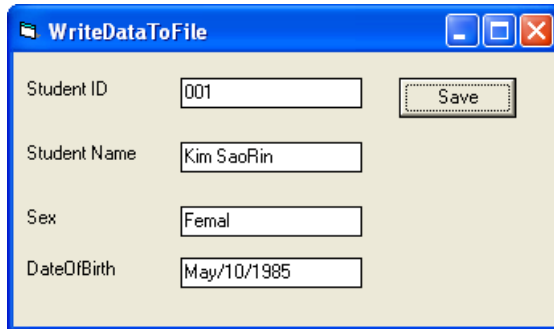 WriteDataToFile
Student ID 001 Save
Student Name Kim SaoRin
Sex Femal
DateOfBirth May/10/1985